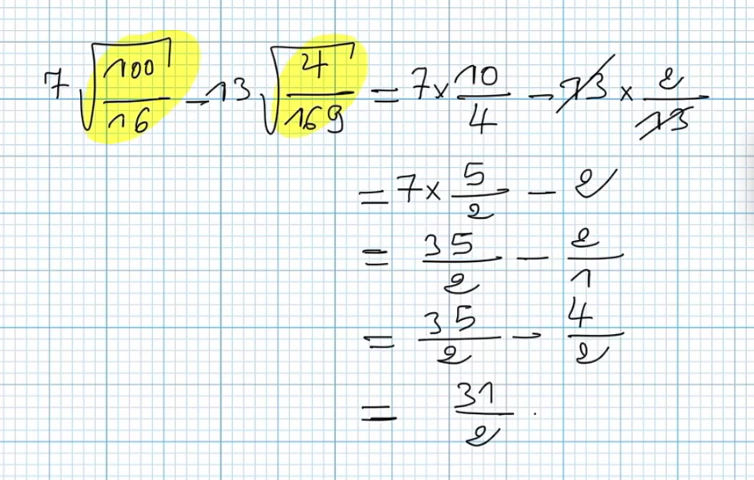 7√(100/16) - 13√(4/169) = 7 × 10/4 - 13 × 2/13
= 7 × 5/2 - 2
= 35/2 - 2/1
= 35/2 - 4/2
= 31/2 .